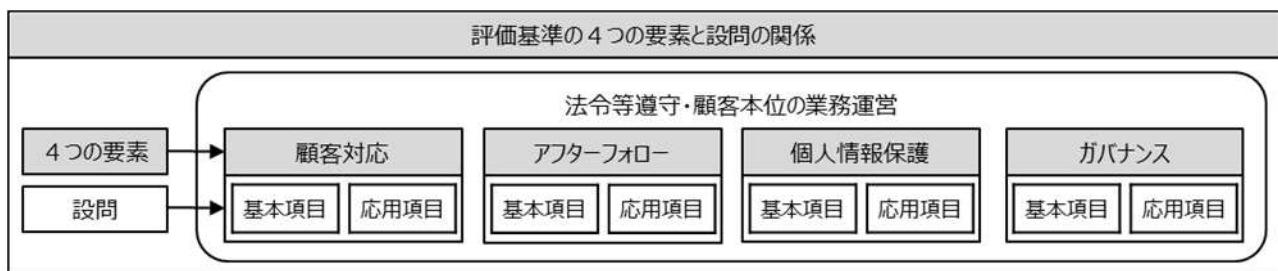 評価基準の４つの要素と設問の関係
法令等遵守・顧客本位の業務運営
４つの要素 顧客対応 アフターフォロー 個人情報保護 ガバナンス
設問 基本項目 応用項目 基本項目 応用項目 基本項目 応用項目 基本項目 応用項目